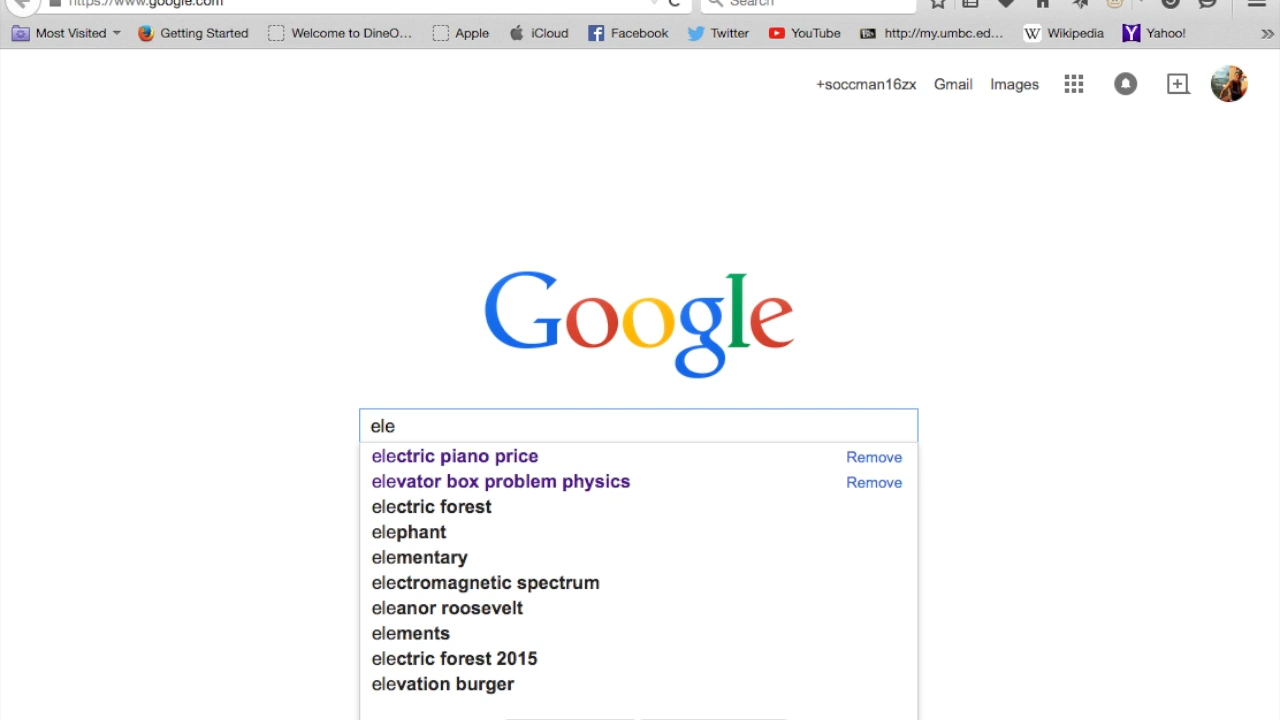 https://www.google.com
Search
Most Visited
Getting Started
Welcome to DineO...
Apple
iCloud
Facebook
Twitter
YouTube
http://my.umbc.ed...
Wikipedia
Yahoo!
+soccman16zx
Gmail
Images
Google
ele
electric piano price Remove
elevator box problem physics Remove
electric forest
elephant
elementary
electromagnetic spectrum
eleanor roosevelt
elements
electric forest 2015
elevation burger